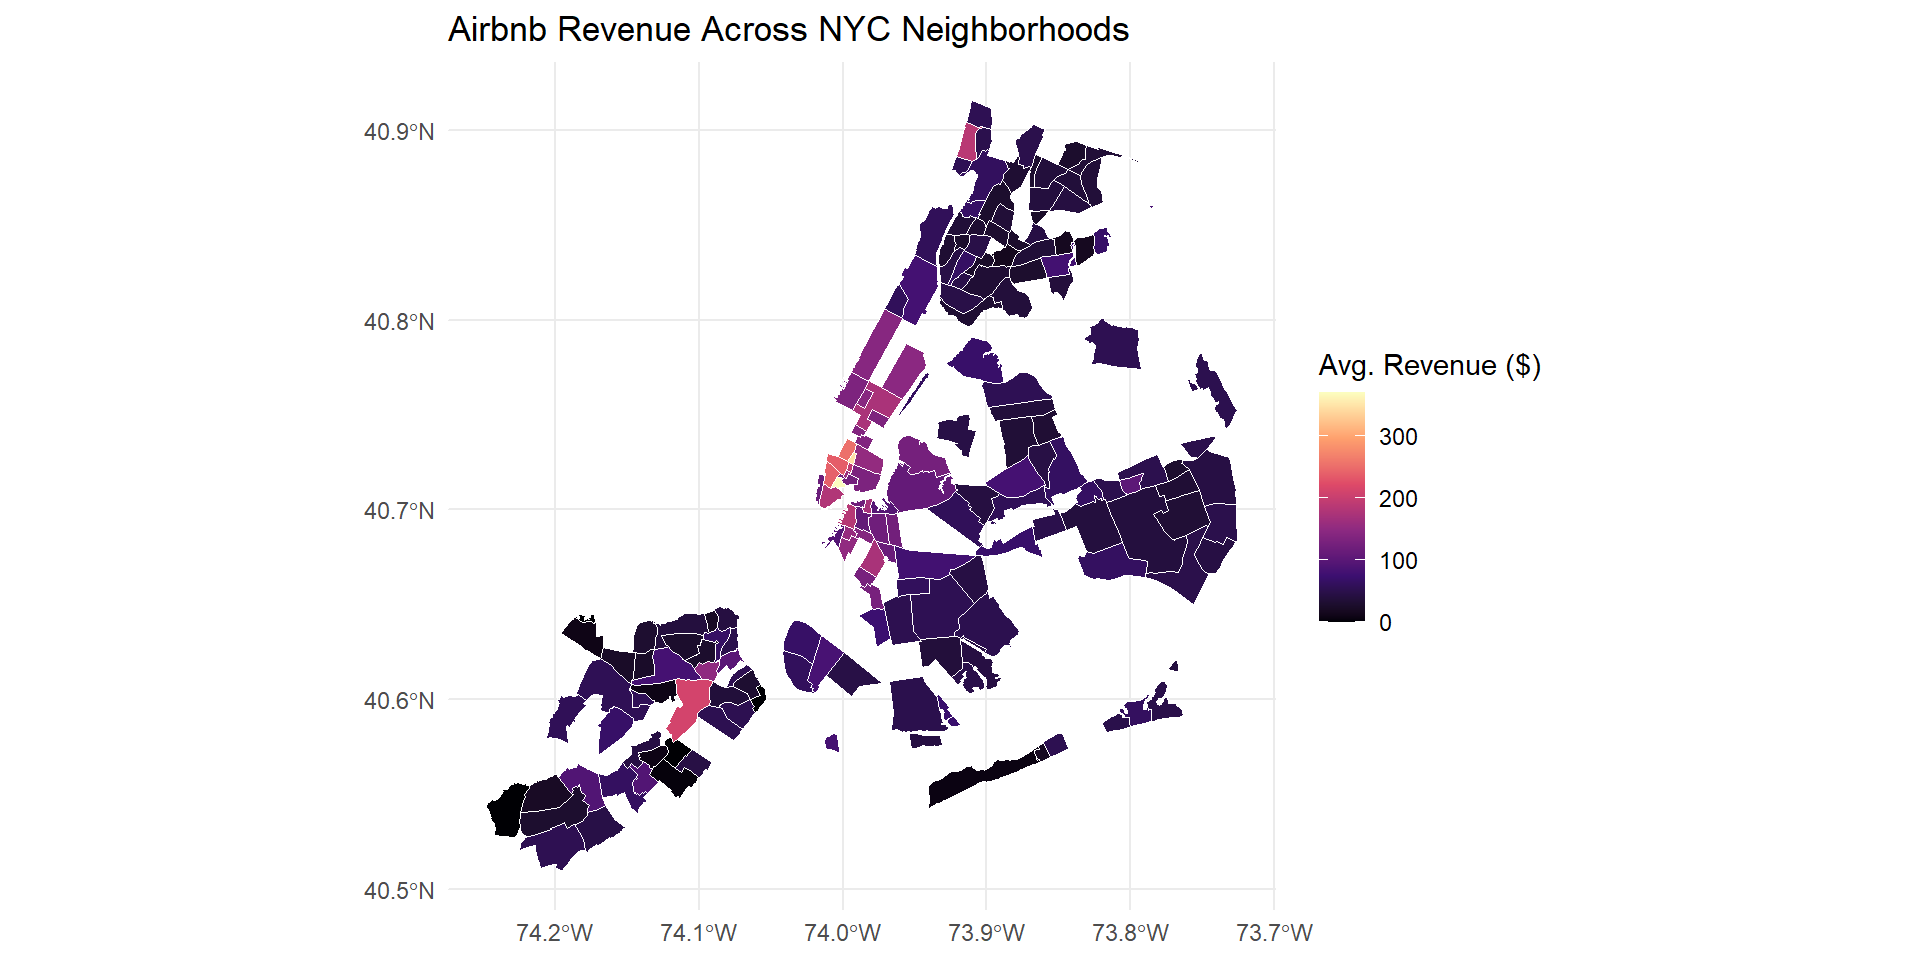 Airbnb Revenue Across NYC Neighborhoods
40.9°N
40.8°N
40.7°N
40.6°N
40.5°N
74.2°W
74.1°W
74.0°W
73.9°W
73.8°W
73.7°W
Avg. Revenue ($)
300
200
100
0